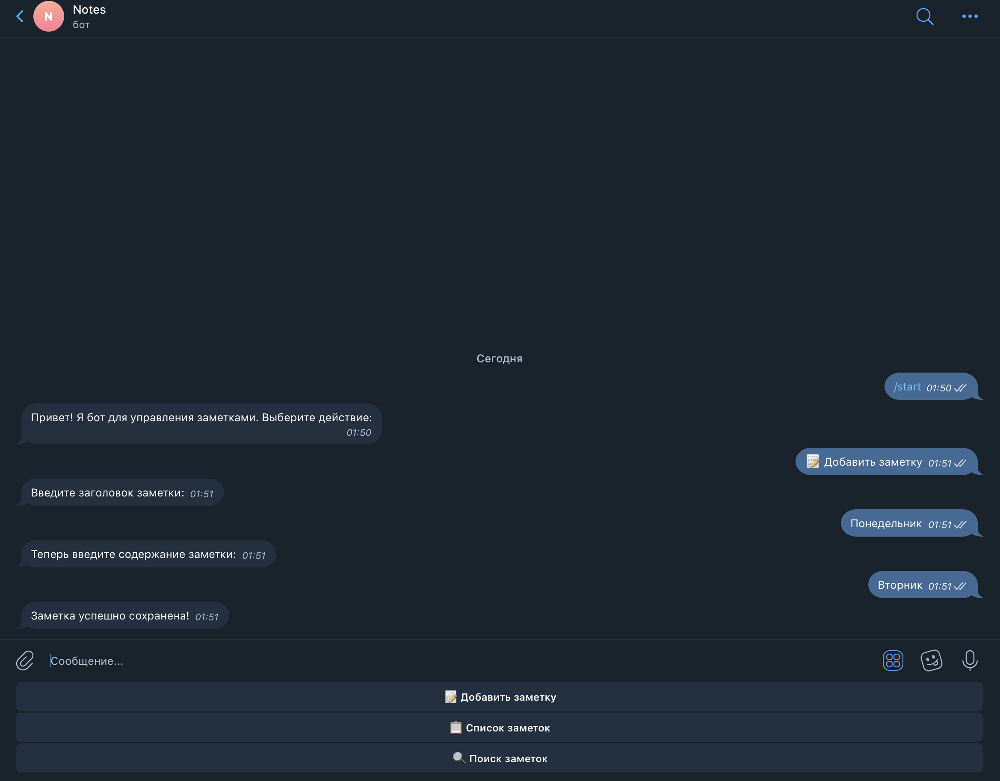 N
Notes
бот
Сегодня
/start 01:50
Привет! Я бот для управления заметками. Выберите действие:
01:50
📝 Добавить заметку 01:51
Введите заголовок заметки: 01:51
Понедельник 01:51
Теперь введите содержание заметки: 01:51
Вторник 01:51
Заметка успешно сохранена! 01:51
Сообщение...
📝 Добавить заметку
📋 Список заметок
🔍 Поиск заметок